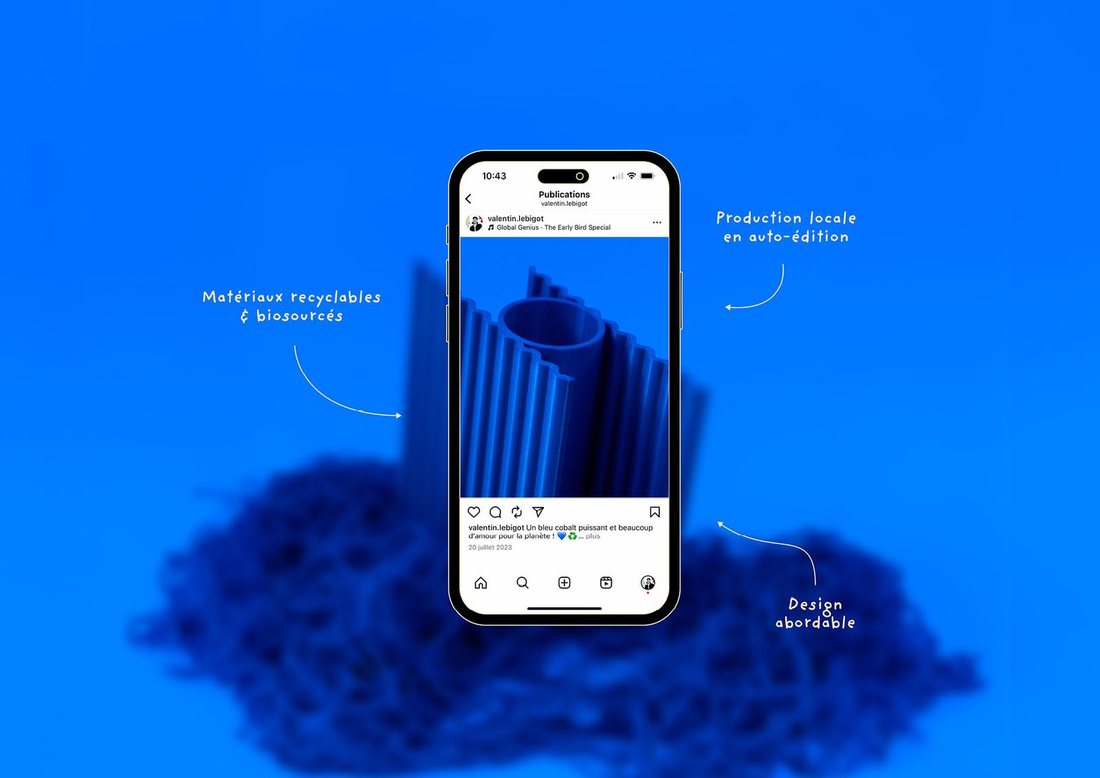 10:43
Publications
valentin.lebigot
valentin.lebigot
Global Genius · The Early Bird Special
Production locale
en auto-édition
Matériaux recyclables
& biosourcés
valentin.lebigot Un bleu cobalt puissant et beaucoup
d'amour pour la planète ! 💙♻️... plus
20 juillet 2023
Design
abordable